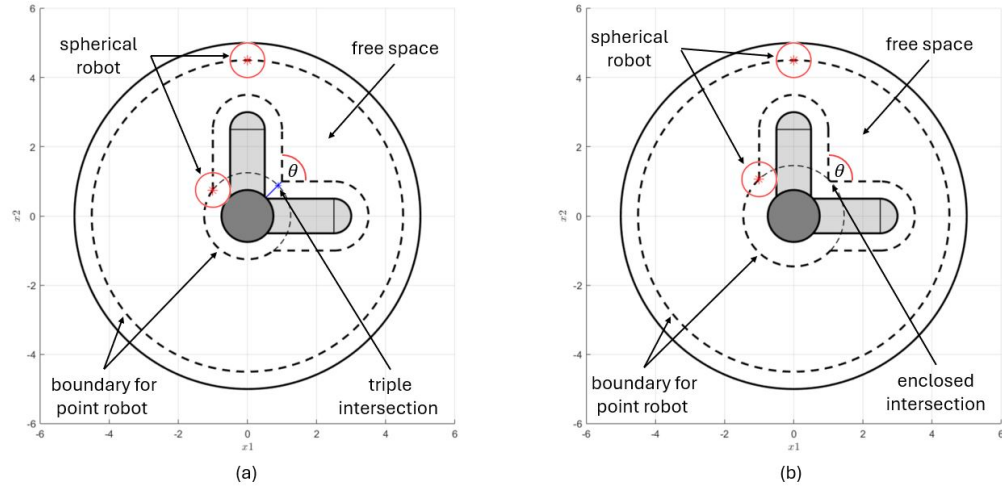 6
4
2
0
-2
-4
-6
-6
-4
-2
0
2
4
6
x1
x2
spherical
robot
free space
θ
boundary for
point robot
triple
intersection
(a)
6
4
2
0
-2
-4
-6
-6
-4
-2
0
2
4
6
x1
x2
spherical
robot
free space
θ
boundary for
point robot
enclosed
intersection
(b)